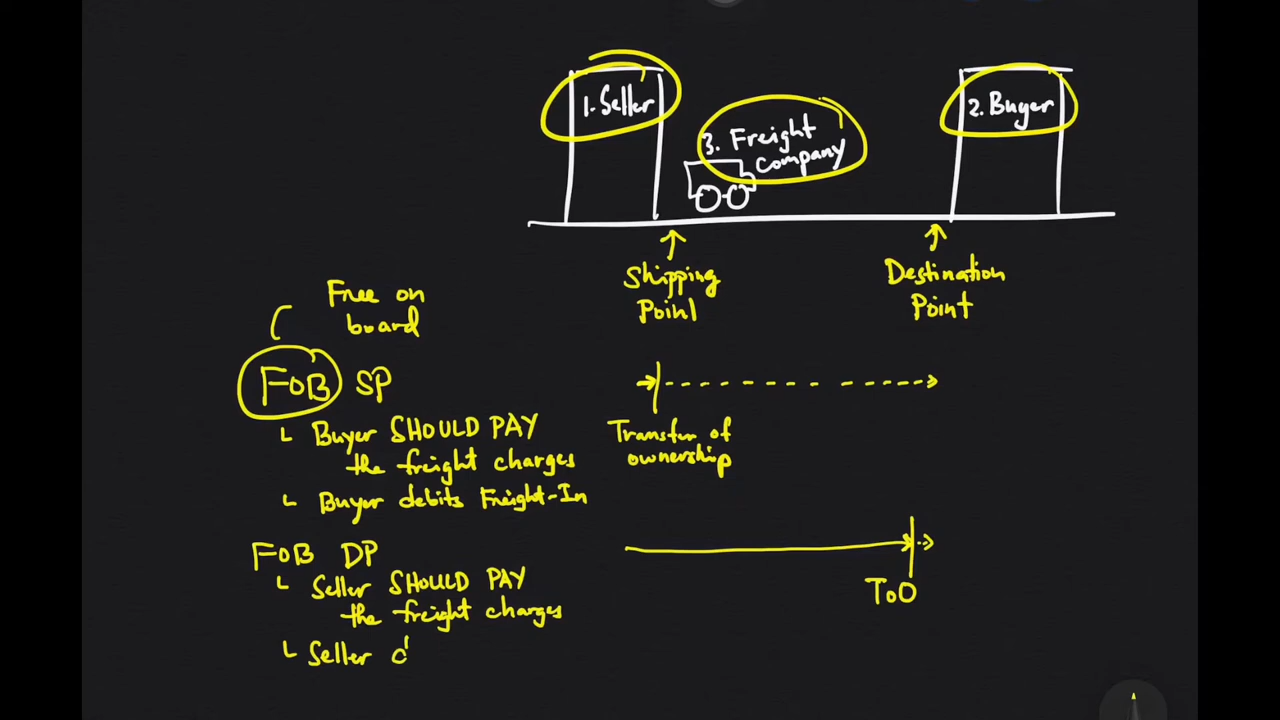 1. Seller
2. Buyer
3. Freight
company
Shipping
Point
Destination
Point
Free on
board
FOB SP
Buyer SHOULD PAY
the freight charges
Buyer debits Freight-In
Transfer of
ownership
FOB DP
Seller SHOULD PAY
the freight charges
Seller d
ToO